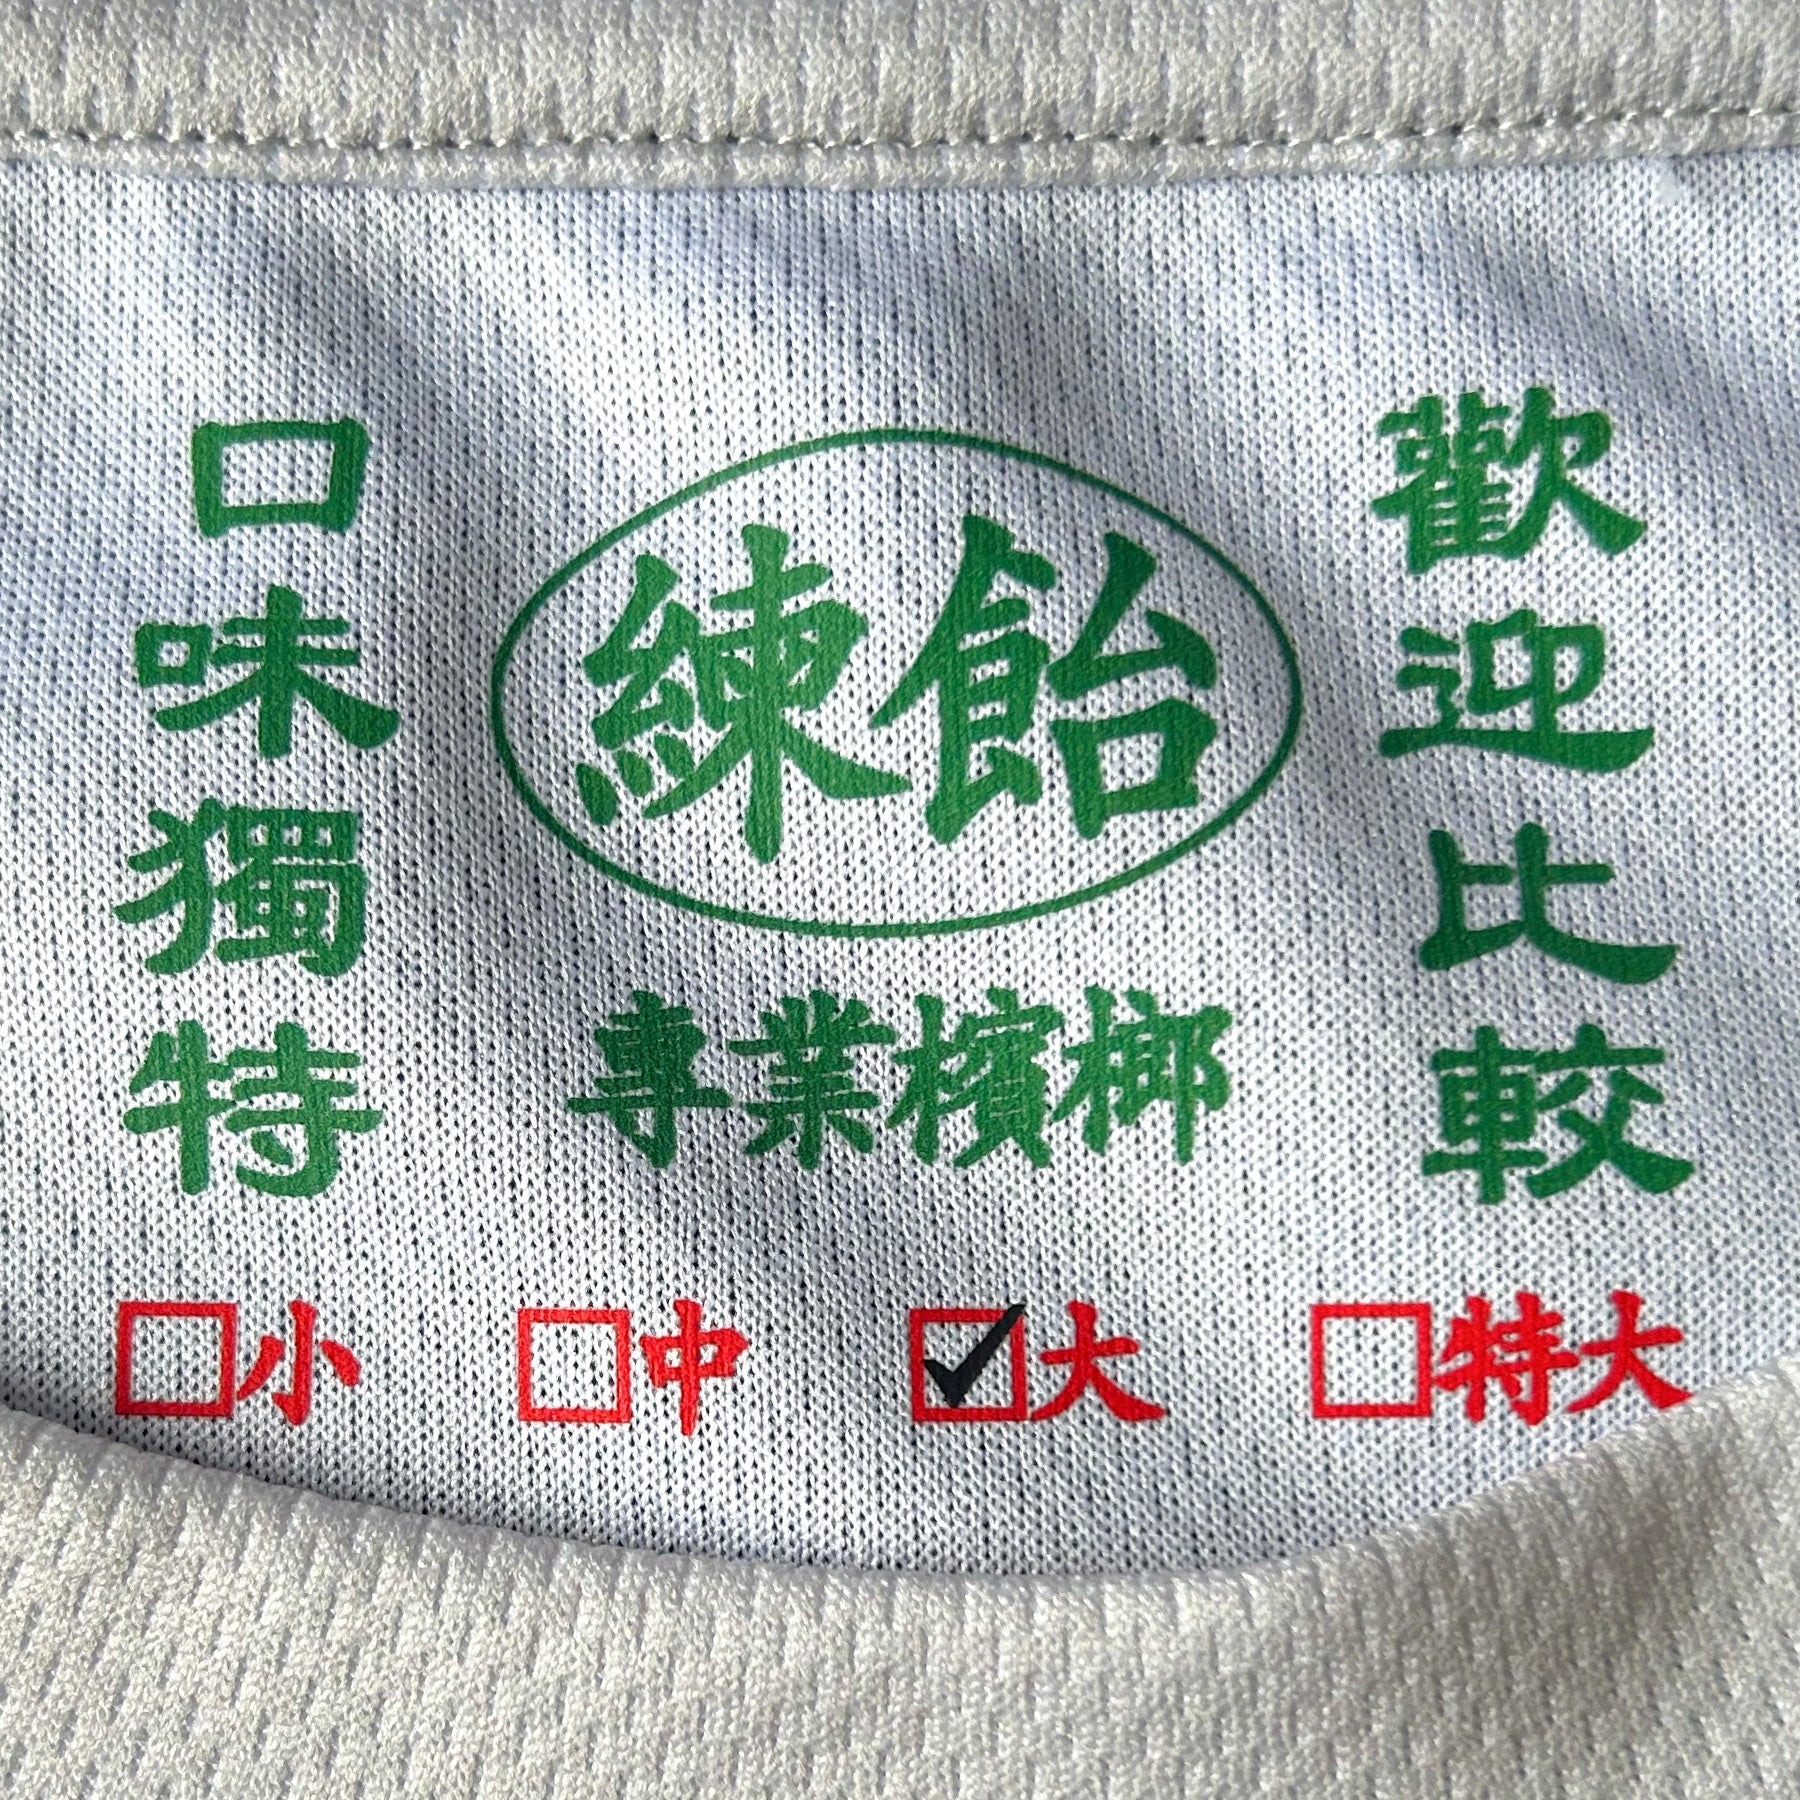 歡迎比較
練飴
專業檳榔
口味獨特
□小 □中 ☑大 □特大